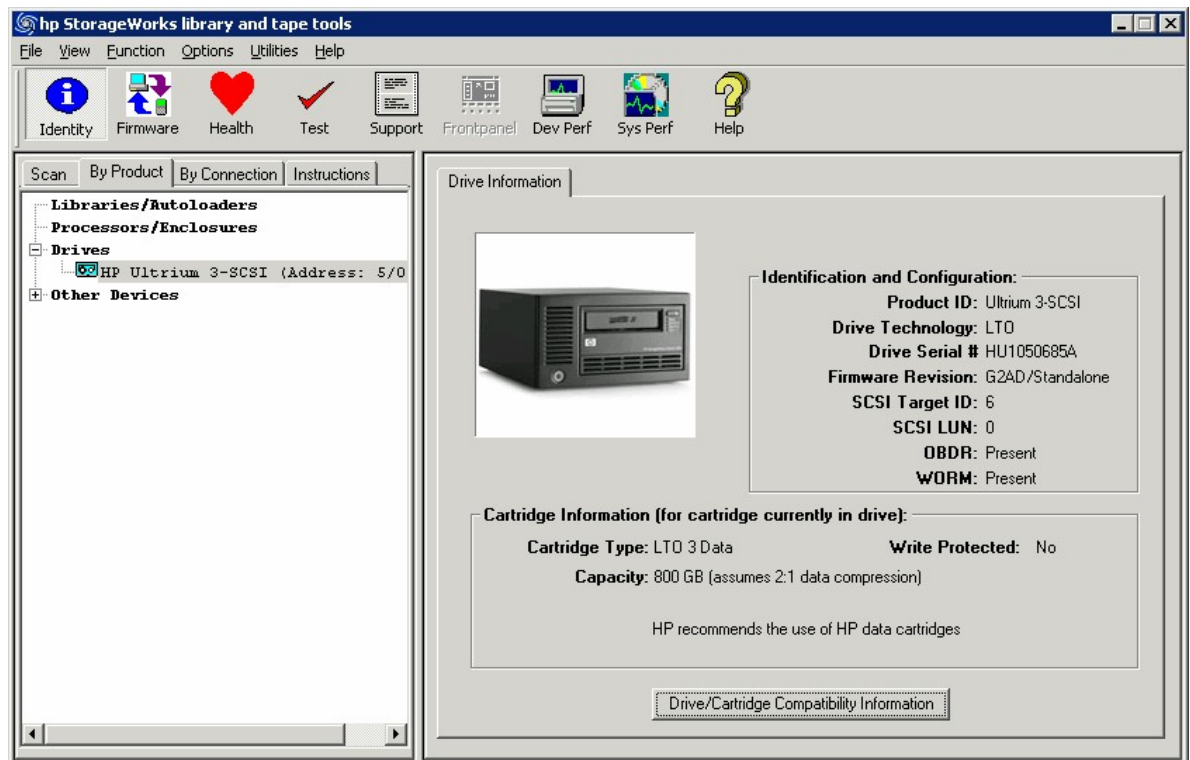 hp StorageWorks library and tape tools
File View Function Options Utilities Help
Identity Firmware Health Test Support Frontpanel Dev Perf Sys Perf Help
Scan By Product By Connection Instructions
Libraries/Autoloaders
Processors/Enclosures
Drives
HP Ultrium 3-SCSI (Address: 5/0
Other Devices
Drive Information
Identification and Configuration:
Product ID: Ultrium 3-SCSI
Drive Technology: LTO
Drive Serial # HU1050685A
Firmware Revision: G2AD/Standalone
SCSI Target ID: 6
SCSI LUN: 0
OBDR: Present
WORM: Present
Cartridge Information (for cartridge currently in drive):
Cartridge Type: LTO 3 Data Write Protected: No
Capacity: 800 GB (assumes 2:1 data compression)
HP recommends the use of HP data cartridges
Drive/Cartridge Compatibility Information